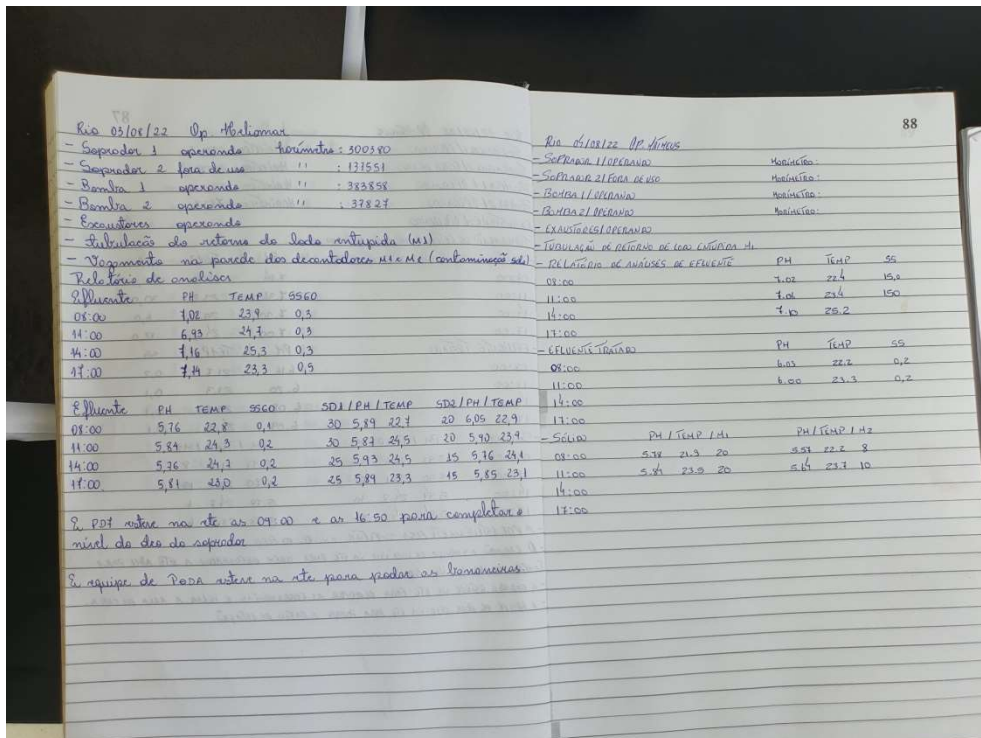 Rio 03/08/22 Op. Heliomar
- Soprador 1 operando horímetro: 300380
- Soprador 2 fora de uso " : 137551
- Bomba 1 operando " : 383858
- Bomba 2 operando " : 37827
- Exaustores operando
- Tubulação do retorno do lodo entupida (M1)
- Vazamento na parede dos decantadores M1 e M2 (contaminação solo)
Relatório de analises
Efluente PH TEMP SS60
08:00 7,02 23,9 0,3
11:00 6,93 24,7 0,3
14:00 7,16 25,3 0,3
17:00 7,14 23,3 0,5
Efluente PH TEMP SS60 SD1/PH/TEMP SD2/PH/TEMP
08:00 5,76 22,8 0,1 30 5,89 22,7 20 6,05 22,9
11:00 5,84 24,3 0,2 30 5,87 24,5 20 5,90 23,9
14:00 5,76 24,7 0,2 25 5,93 24,5 15 5,76 24,1
17:00 5,81 23,0 0,2 25 5,89 23,3 15 5,85 23,1
esteve na ete as 09:00 e as 16:50 para completar o
nível do óleo do soprador
E equipe de PODA esteve na ete para podar as bananeiras.
88
Rio 04/08/22 Op.
- SOPRADOR 1/OPERANDO HORÍMETRO:
- SOPRADOR 2/FORA DE USO HORÍMETRO:
- BOMBA 1/OPERANDO HORÍMETRO:
- BOMBA 2/OPERANDO HORÍMETRO:
- EXAUSTORES/OPERANDO
- TUBULAÇÃO DE RETORNO DE LODO ENTUPIDA M1
- RELATÓRIO DE ANÁLISES DE EFLUENTE PH TEMP SS
08:00 7.02 22.4 15,0
11:00 23.4 150
14:00 7.10 25.2
17:00
- EFLUENTE TRATADO PH TEMP SS
08:00 6.03 22.2 0,2
11:00 6.00 23.3 0,2
14:00
17:00
- SÓLIDO PH/TEMP/M1 PH/TEMP/M2
08:00 5.78 21.3 20 5.57 22.2 8
11:00 5.84 23.5 20 5.64 23.7 10
14:00
17:00